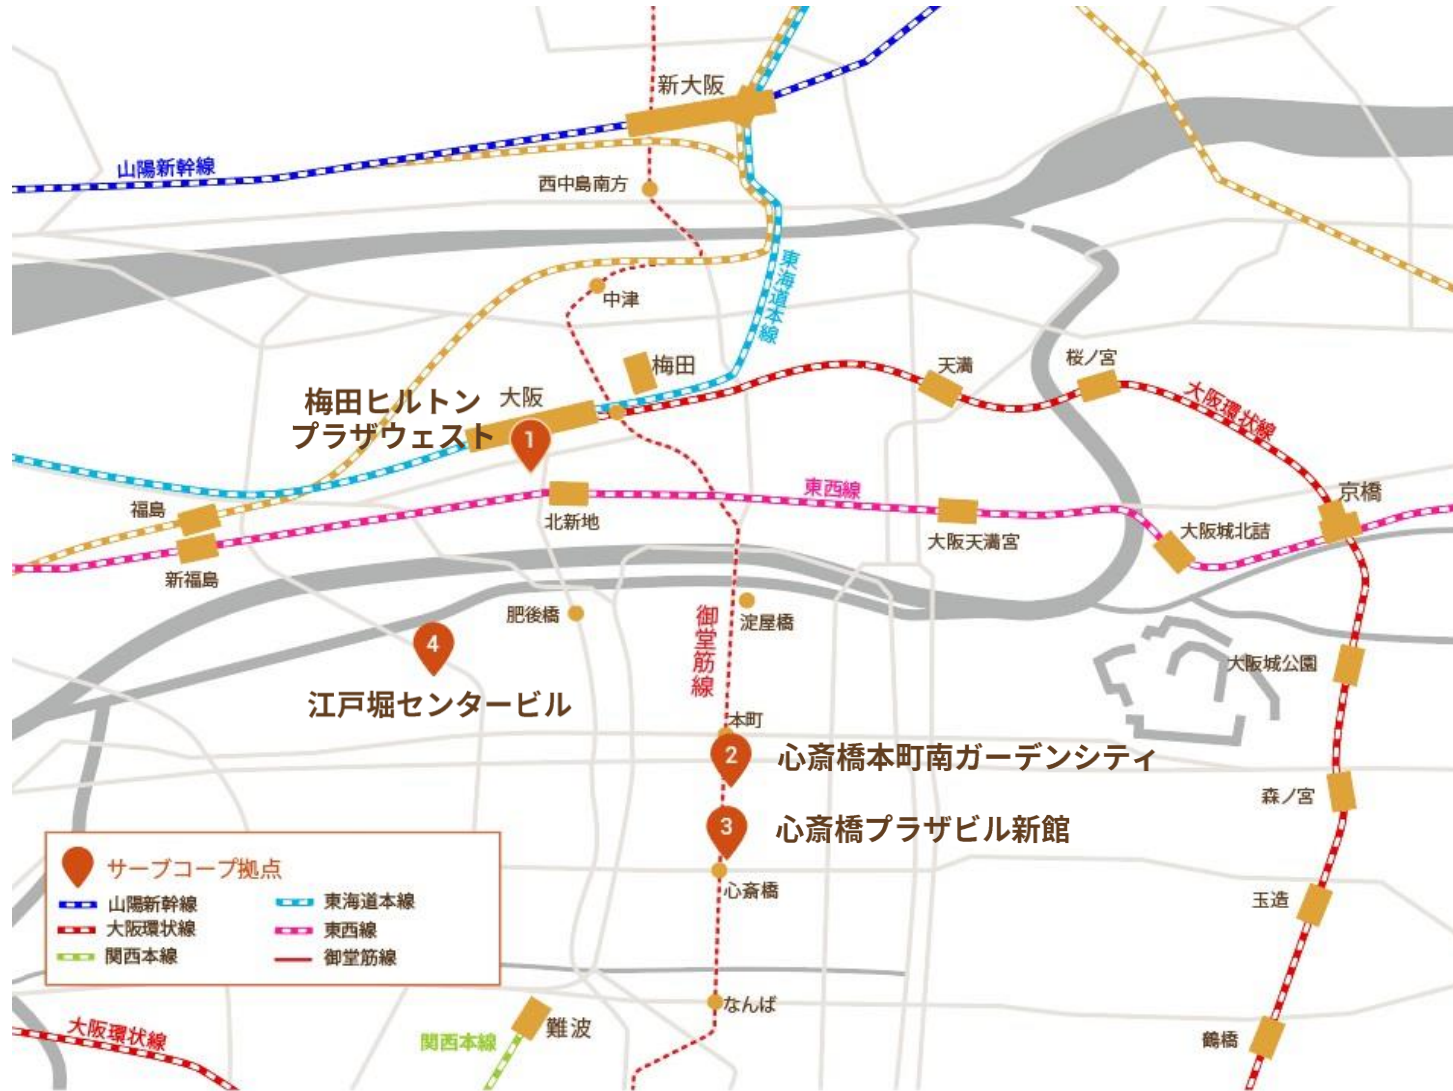 新大阪
山陽新幹線
西中島南方
東海道本線
中津
梅田
天満
桜ノ宮
大阪環状線
梅田ヒルトン
プラザウェスト
大阪
1
福島
北新地
東西線
大阪天満宮
大阪城北詰
京橋
新福島
肥後橋
淀屋橋
御堂筋線
4
江戸堀センタービル
大阪城公園
本町
2
心斎橋本町南ガーデンシティ
森ノ宮
3
心斎橋プラザビル新館
心斎橋
玉造
サーブコープ拠点
山陽新幹線
東海道本線
大阪環状線
東西線
関西本線
御堂筋線
なんば
難波
関西本線
大阪環状線
鶴橋